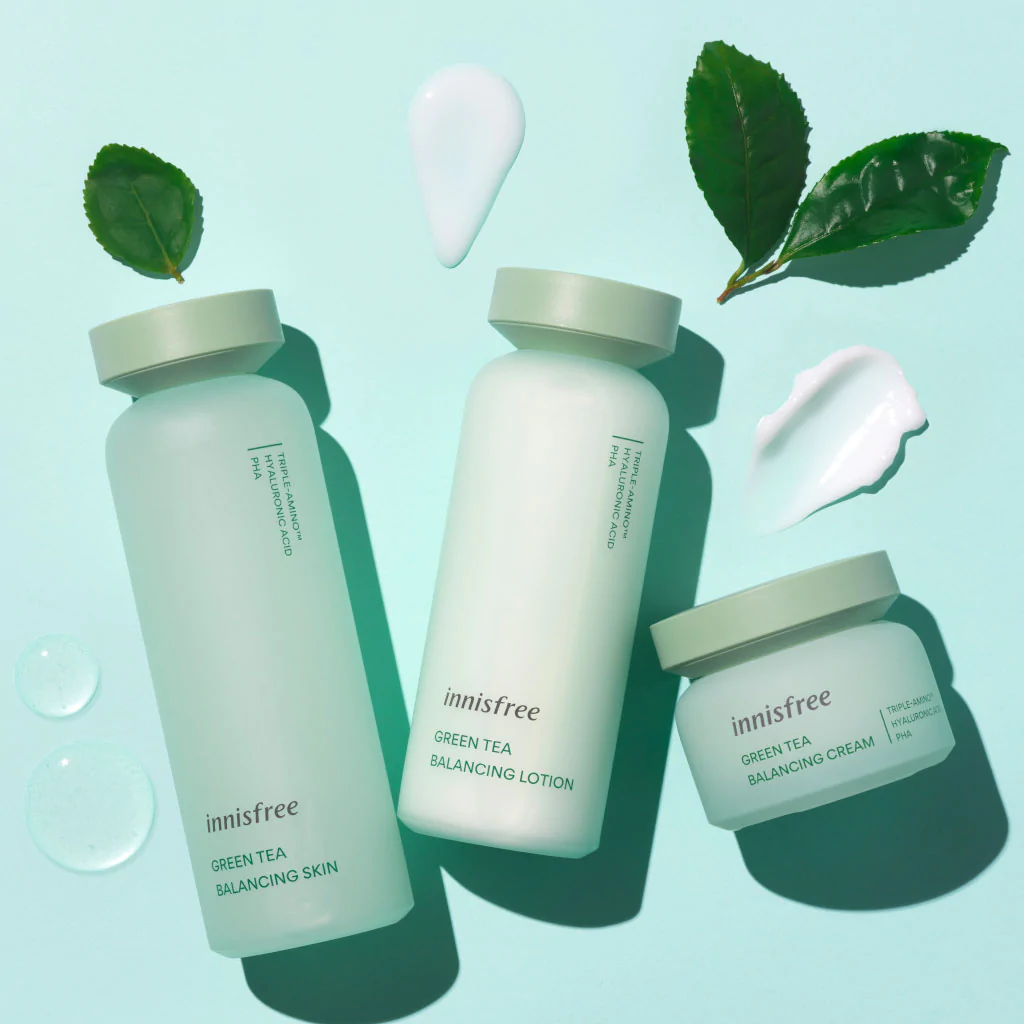 TRIPLE-AMINO™
HYALURONIC ACID
PHA
innisfree
GREEN TEA
BALANCING SKIN
TRIPLE-AMINO™
HYALURONIC ACID
PHA
innisfree
GREEN TEA
BALANCING LOTION
innisfree
GREEN TEA
BALANCING CREAM
TRIPLE-AMINO™
HYALURONIC ACID
PHA